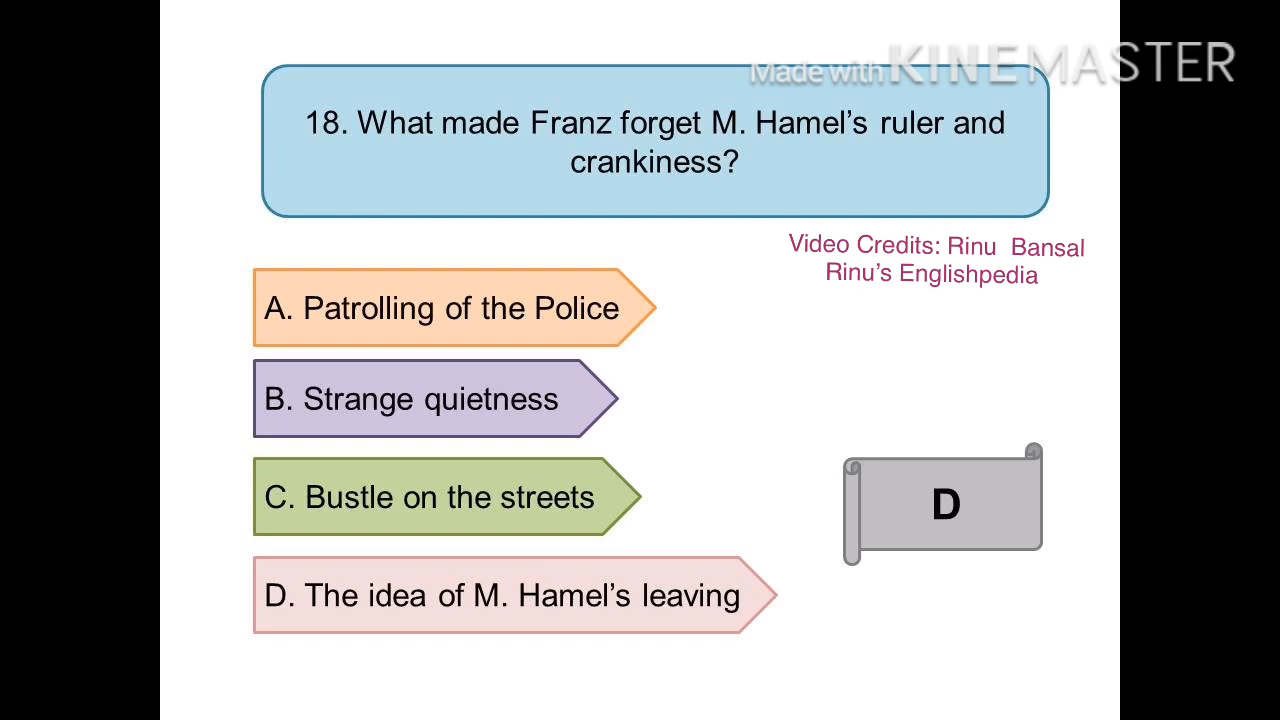 Made with KINEMASTER
18. What made Franz forget M. Hamel's ruler and
crankiness?
Video Credits: Rinu Bansal
Rinu's Englishpedia
A. Patrolling of the Police
B. Strange quietness
C. Bustle on the streets
D
D. The idea of M. Hamel's leaving